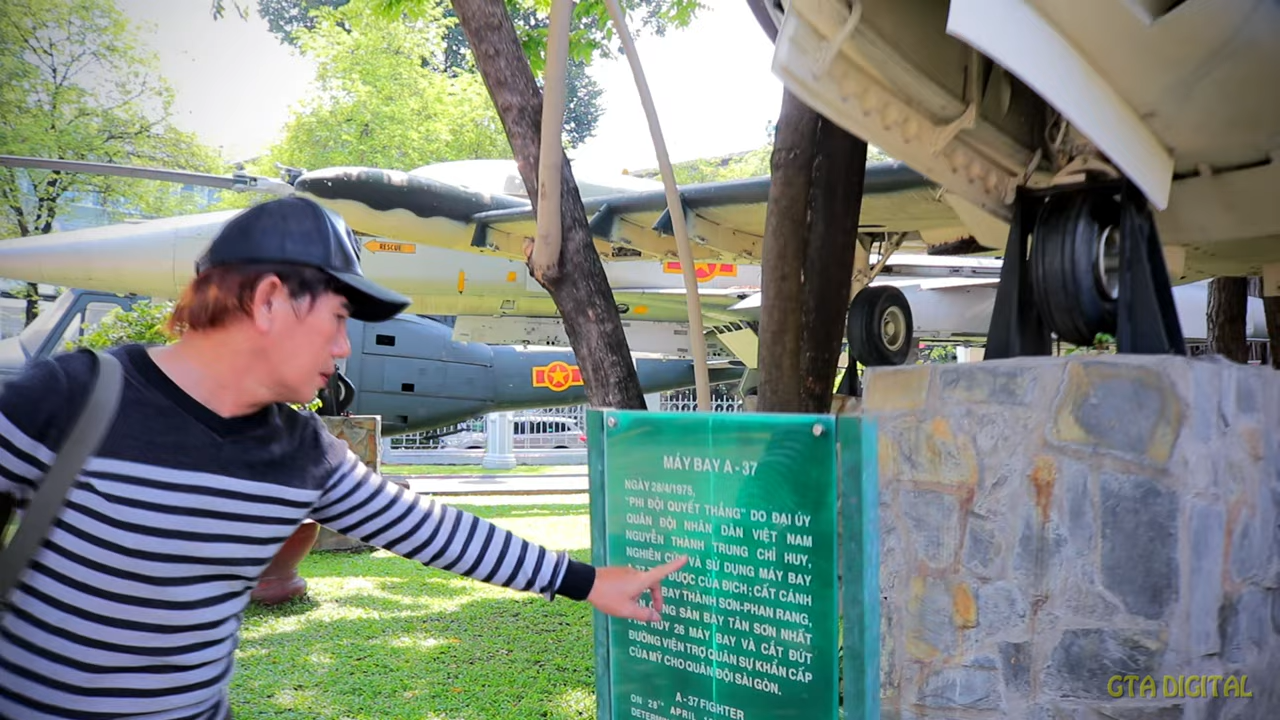 RESCUE
MÁY BAY A - 37
NGÀY 28/4/1975,
"PHI ĐỘI QUYẾT THẮNG" DO ĐẠI ÚY
QUÂN ĐỘI NHÂN DÂN VIỆT NAM
NGUYỄN THÀNH TRUNG CHỈ HUY,
NGHIÊN CỨU VÀ SỬ DỤNG MÁY BAY
ĐƯỢC CỦA ĐỊCH; CẤT CÁNH
BAY THÀNH SƠN-PHAN RANG,
SÂN BAY TÂN SƠN NHẤT
HỦY 26 MÁY BAY VÀ CẮT ĐỨT
ĐƯỜNG VIỆN TRỢ QUÂN SỰ KHẨN CẤP
CỦA MỸ CHO QUÂN ĐỘI SÀI GÒN.
A-37 FIGHTER
ON 28TH APRIL
GTA DIGITAL